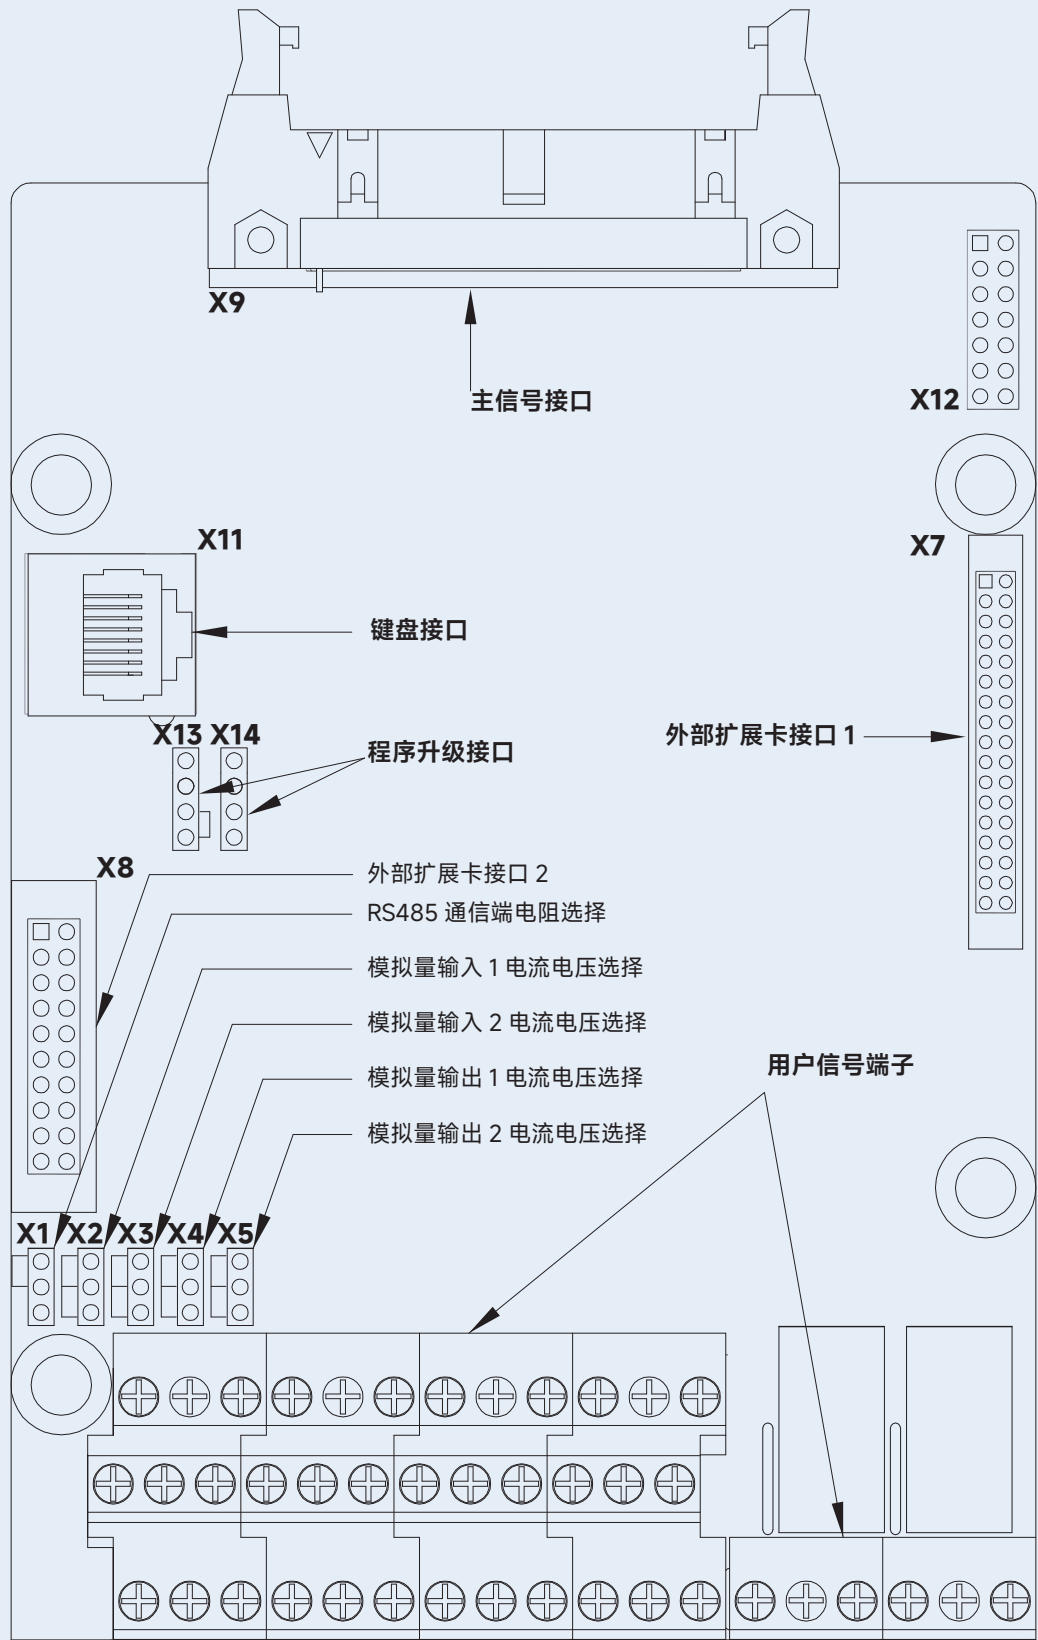 X9
主信号接口
X12
X11
X7
键盘接口
X13 X14
外部扩展卡接口 1
程序升级接口
X8
外部扩展卡接口 2
RS485 通信端电阻选择
模拟量输入 1 电流电压选择
模拟量输入 2 电流电压选择
用户信号端子
模拟量输出 1 电流电压选择
模拟量输出 2 电流电压选择
X1 X2 X3 X4 X5